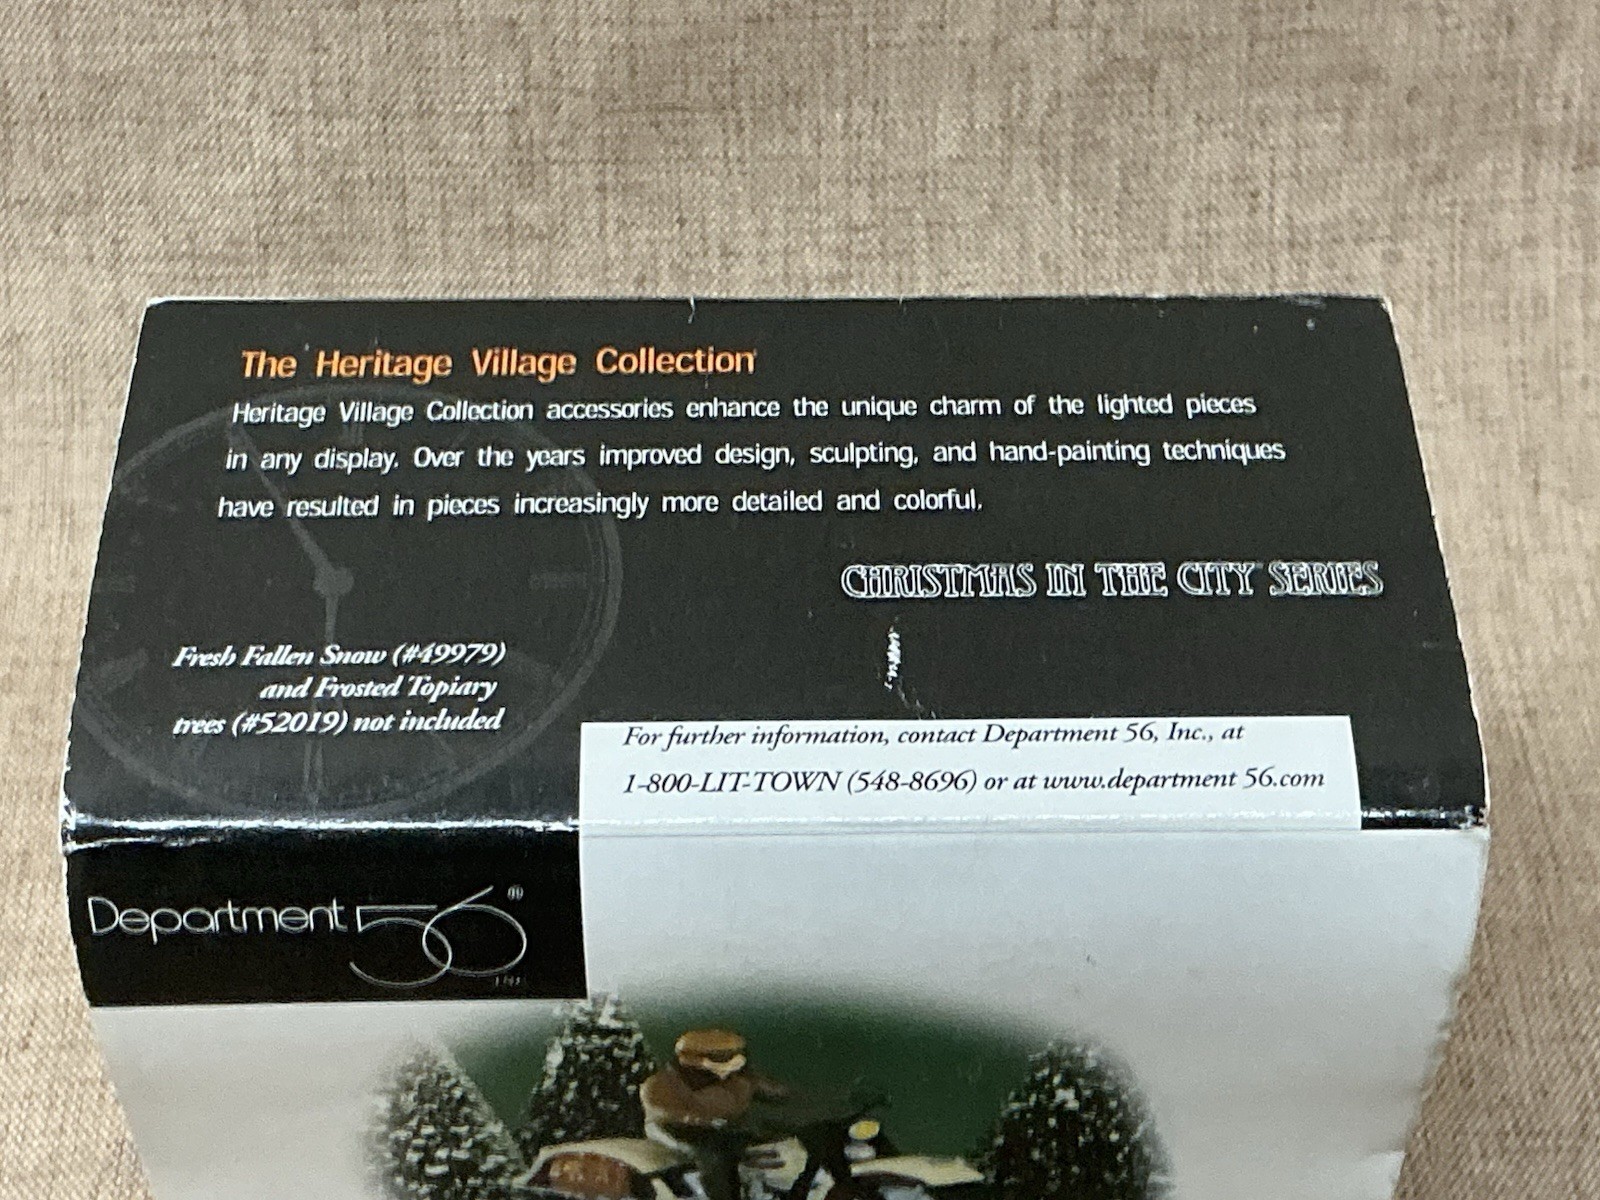 The Heritage Village Collection
Heritage Village Collection accessories enhance the unique charm of the lighted pieces
in any display. Over the years improved design, sculpting, and hand-painting techniques
have resulted in pieces increasingly more detailed and colorful.
CHRISTMAS IN THE CITY SERIES
Fresh Fallen Snow (#49979)
and Frosted Topiary
trees (#52019) not included
For further information, contact Department 56, Inc., at
1-800-LIT-TOWN (548-8696) or at www.department 56.com
Department 56®